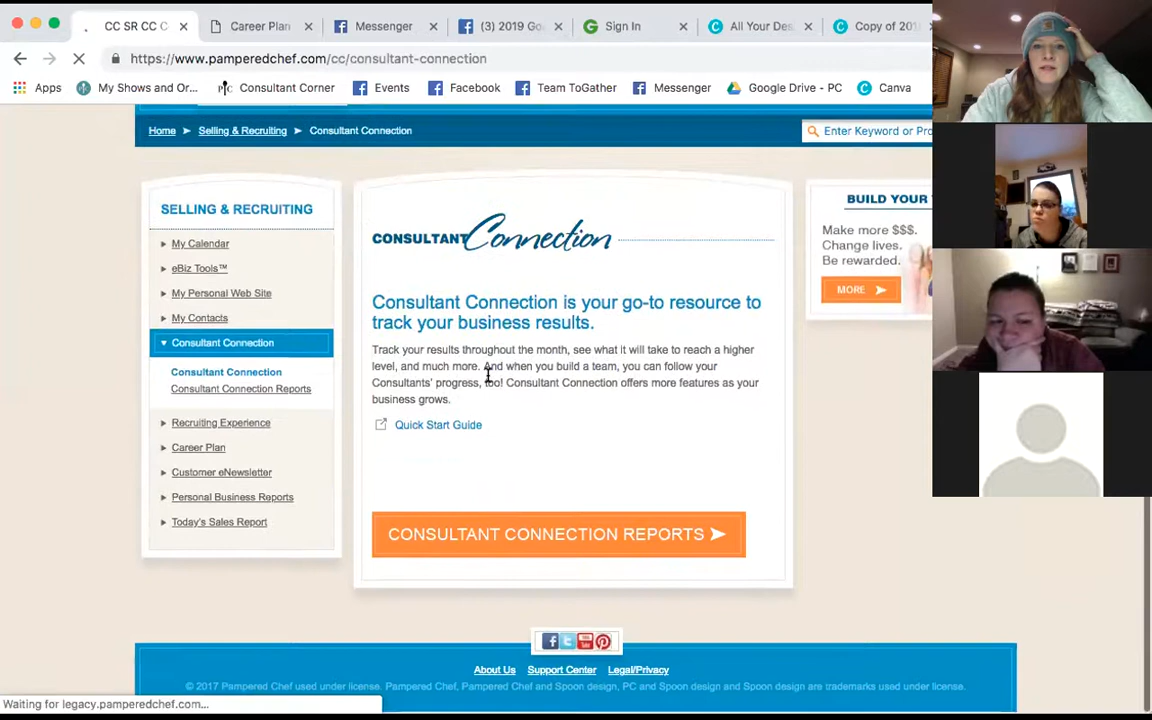 CC SR CC C
Career Plan
Messenger
(3) 2019 Go
Sign In
All Your Des
Copy of 201
https://www.pamperedchef.com/cc/consultant-connection
Apps
My Shows and Or...
Consultant Corner
Events
Facebook
Team ToGather
Messenger
Google Drive - PC
Canva
Home
Selling & Recruiting
Consultant Connection
Enter Keyword or Pro
SELLING & RECRUITING
My Calendar
eBiz Tools™
My Personal Web Site
My Contacts
Consultant Connection
Consultant Connection
Consultant Connection Reports
Recruiting Experience
Career Plan
Customer eNewsletter
Personal Business Reports
Today's Sales Report
CONSULTANT Connection
Consultant Connection is your go-to resource to
track your business results.
Track your results throughout the month, see what it will take to reach a higher
level, and much more. And when you build a team, you can follow your
Consultants' progress, too! Consultant Connection offers more features as your
business grows.
Quick Start Guide
CONSULTANT CONNECTION REPORTS
BUILD YOUR
Make more $$$.
Change lives.
Be rewarded.
MORE
About Us
Support Center
Legal/Privacy
© 2017 Pampered Chef used under license. Pampered Chef, Pampered Chef and Spoon design, PC and Spoon design and Spoon design are trademarks used under license.
Waiting for legacy.pamperedchef.com...